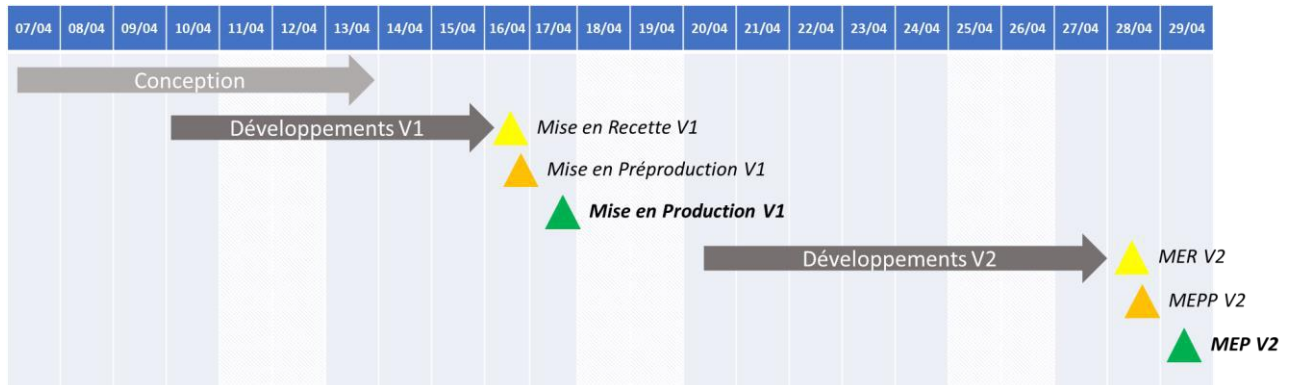 07/04 08/04 09/04 10/04 11/04 12/04 13/04 14/04 15/04 16/04 17/04 18/04 19/04 20/04 21/04 22/04 23/04 24/04 25/04 26/04 27/04 28/04 29/04
Conception
Développements V1
Mise en Recette V1
Mise en Préproduction V1
Mise en Production V1
Développements V2
MER V2
MEPP V2
MEP V2